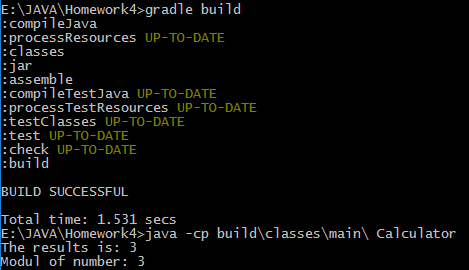 E:\JAVA\Homework4>gradle build
:compileJava
:processResources UP-TO-DATE
:classes
:jar
:assemble
:compileTestJava UP-TO-DATE
:processTestResources UP-TO-DATE
:testClasses UP-TO-DATE
:test UP-TO-DATE
:check UP-TO-DATE
:build
BUILD SUCCESSFUL
Total time: 1.531 secs
E:\JAVA\Homework4>java -cp build\classes\main\ Calculator
The results is: 3
Modul of number: 3